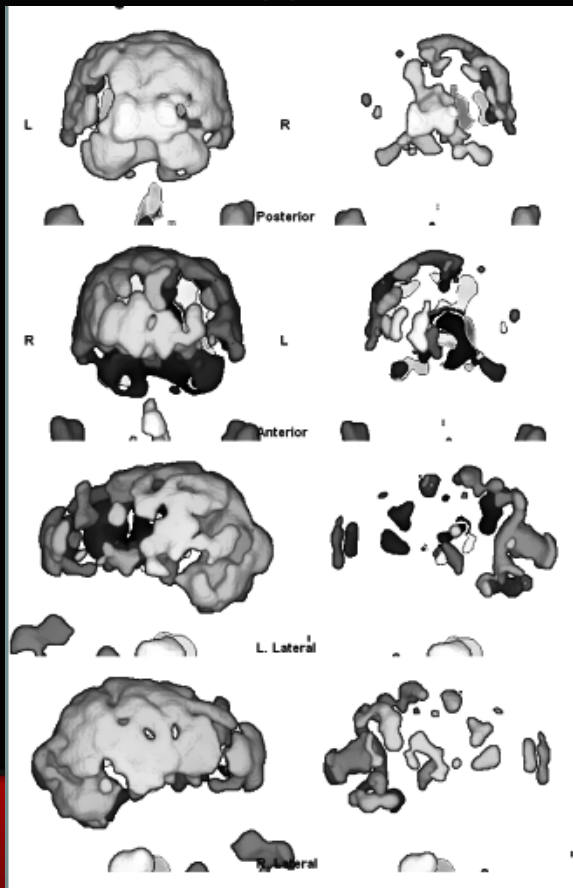 L R
Posterior
R L
Anterior
L. Lateral
R. Lateral